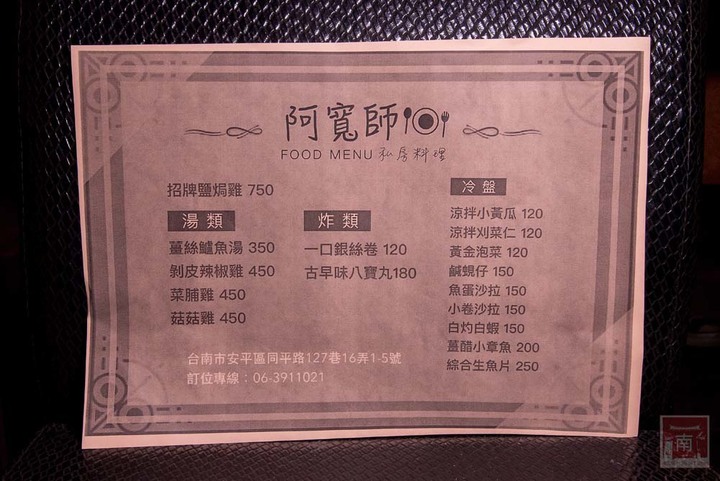 阿寬師
FOOD MENU 私房料理
招牌鹽焗雞 750
湯類
薑絲鱸魚湯 350
剝皮辣椒雞 450
菜脯雞 450
菇菇雞 450
炸類
一口銀絲卷 120
古早味八寶丸180
冷盤
涼拌小黃瓜 120
涼拌刈菜仁 120
黃金泡菜 120
鹹蜆仔 150
魚蛋沙拉 150
小卷沙拉 150
白灼白蝦 150
薑醋小章魚 200
綜合生魚片 250
台南市安平區同平路127巷16弄1-5號
訂位專線：06-3911021
南